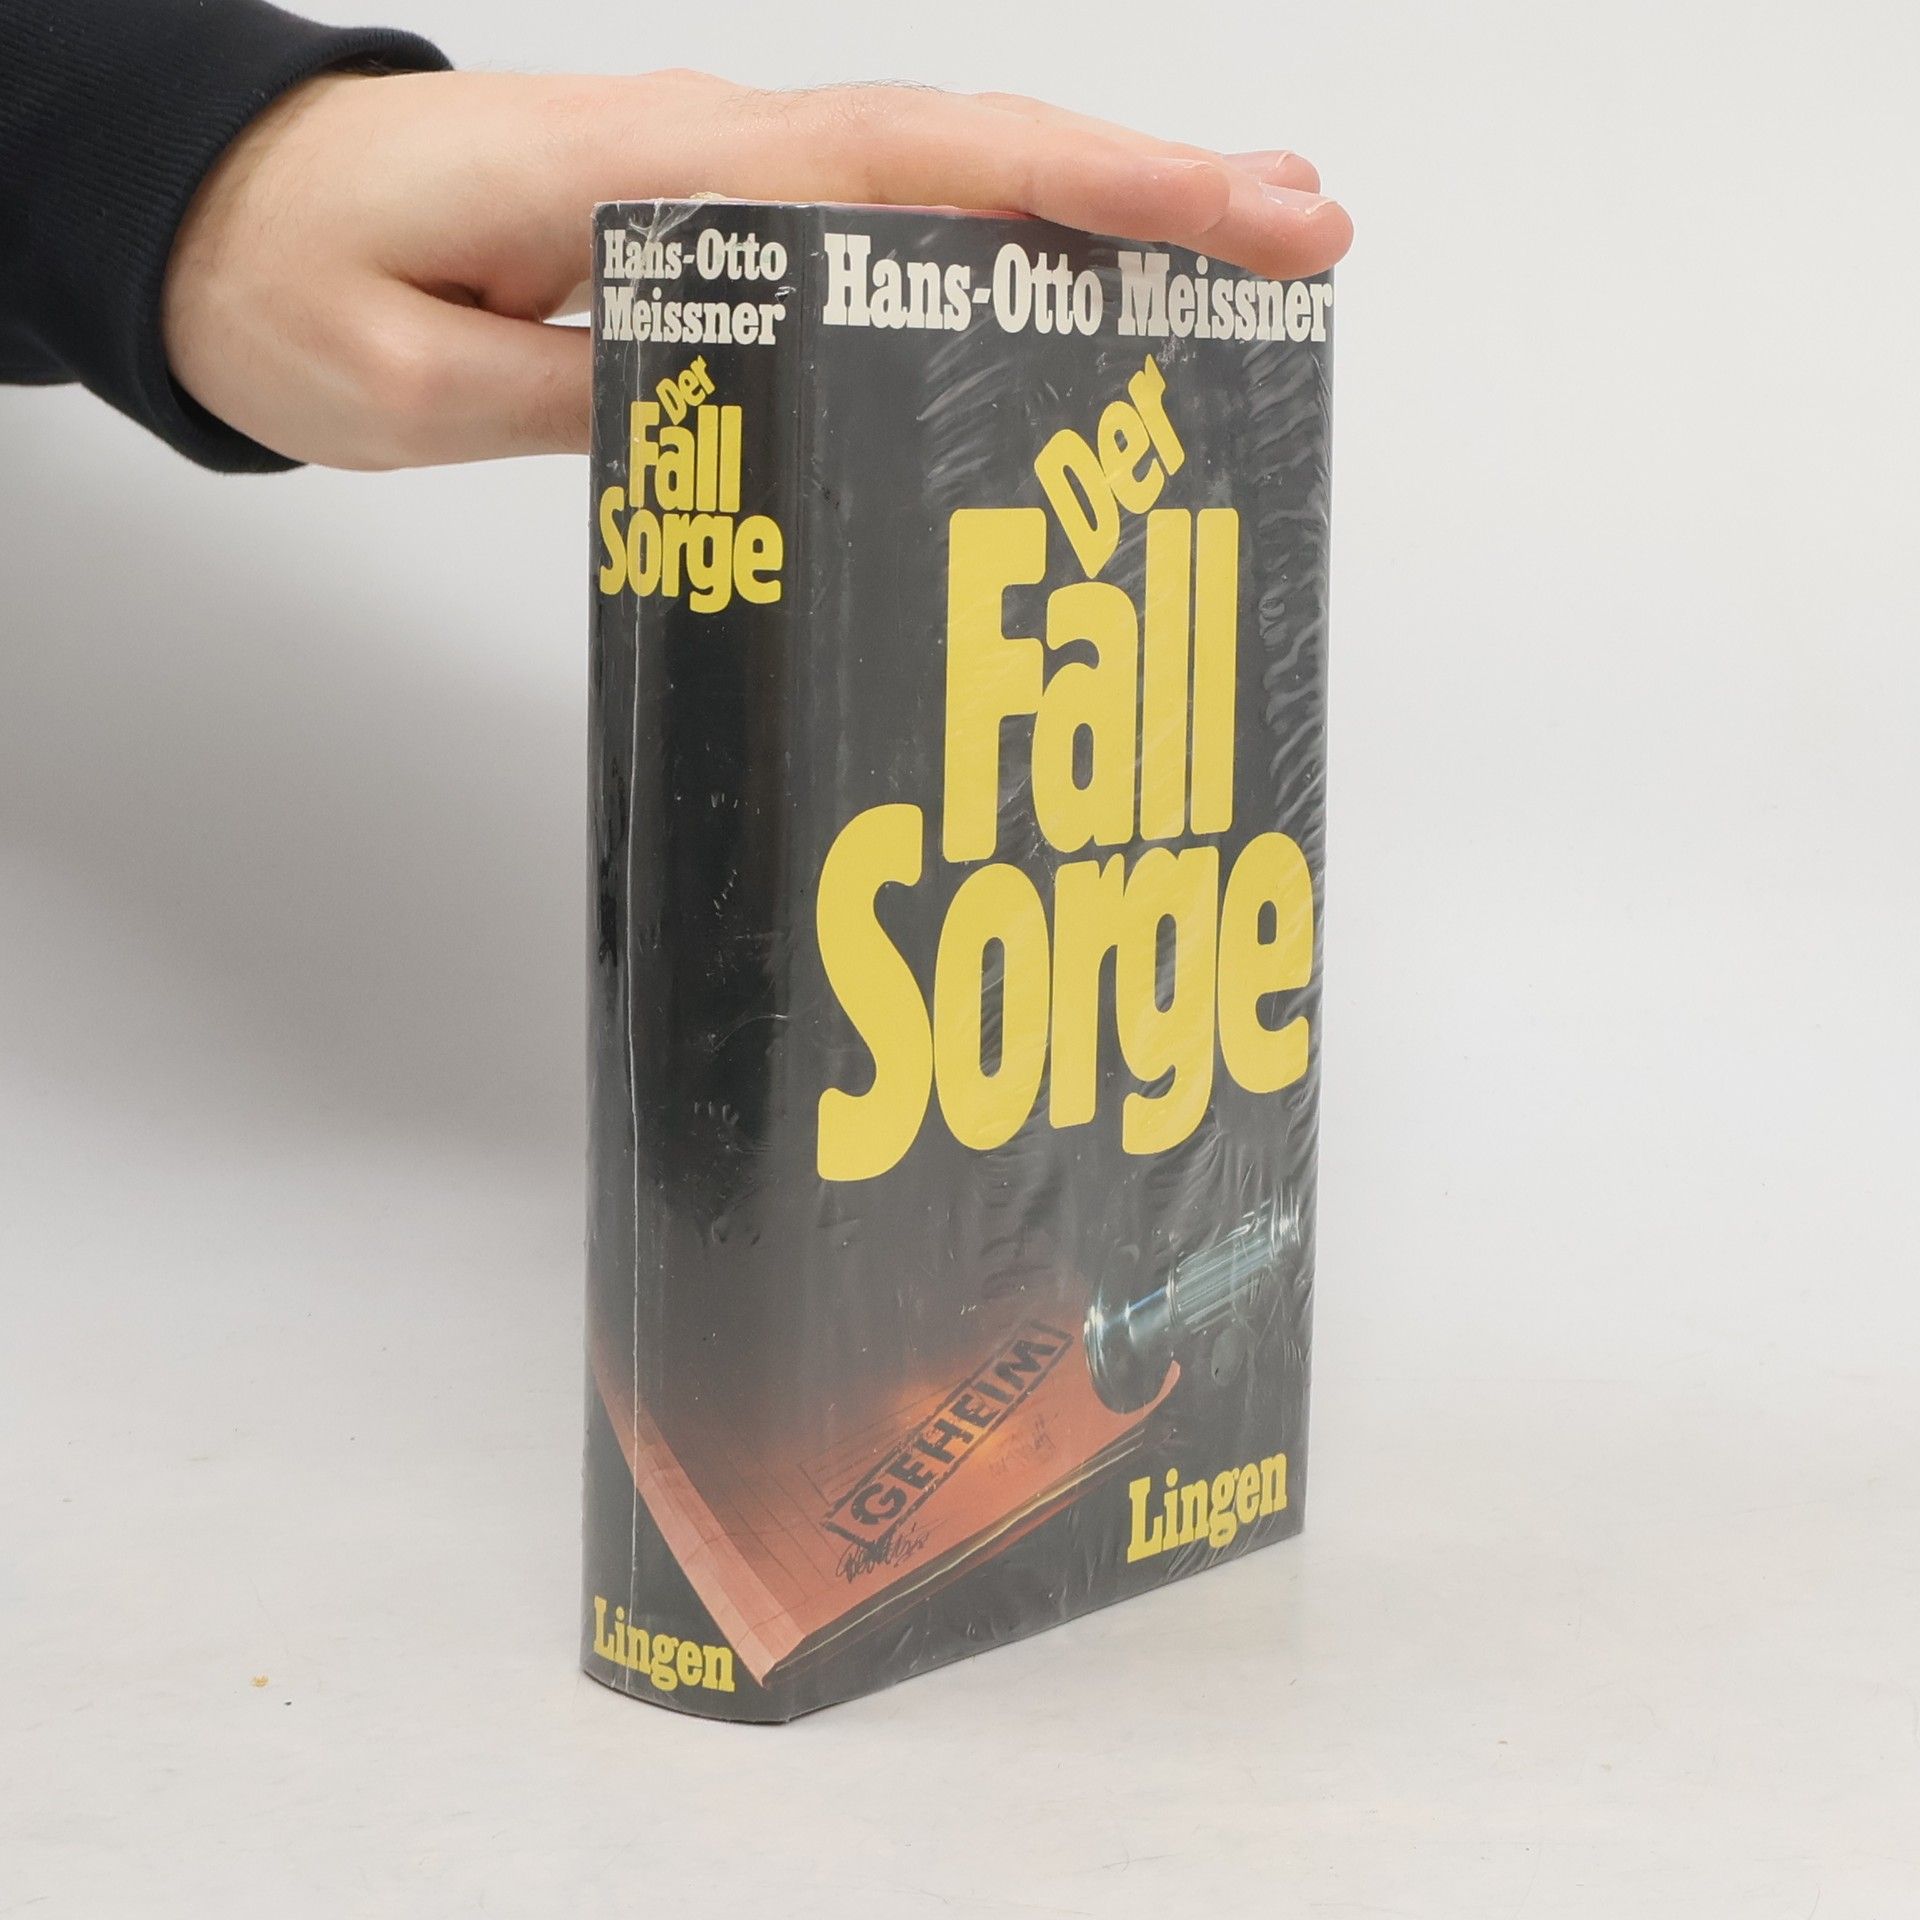 Hans-Otto
Meissner
Der
Fall
Sorge
Lingen
Hans-Otto Meissner
Der
Fall
Sorge
GEHEIM
Lingen